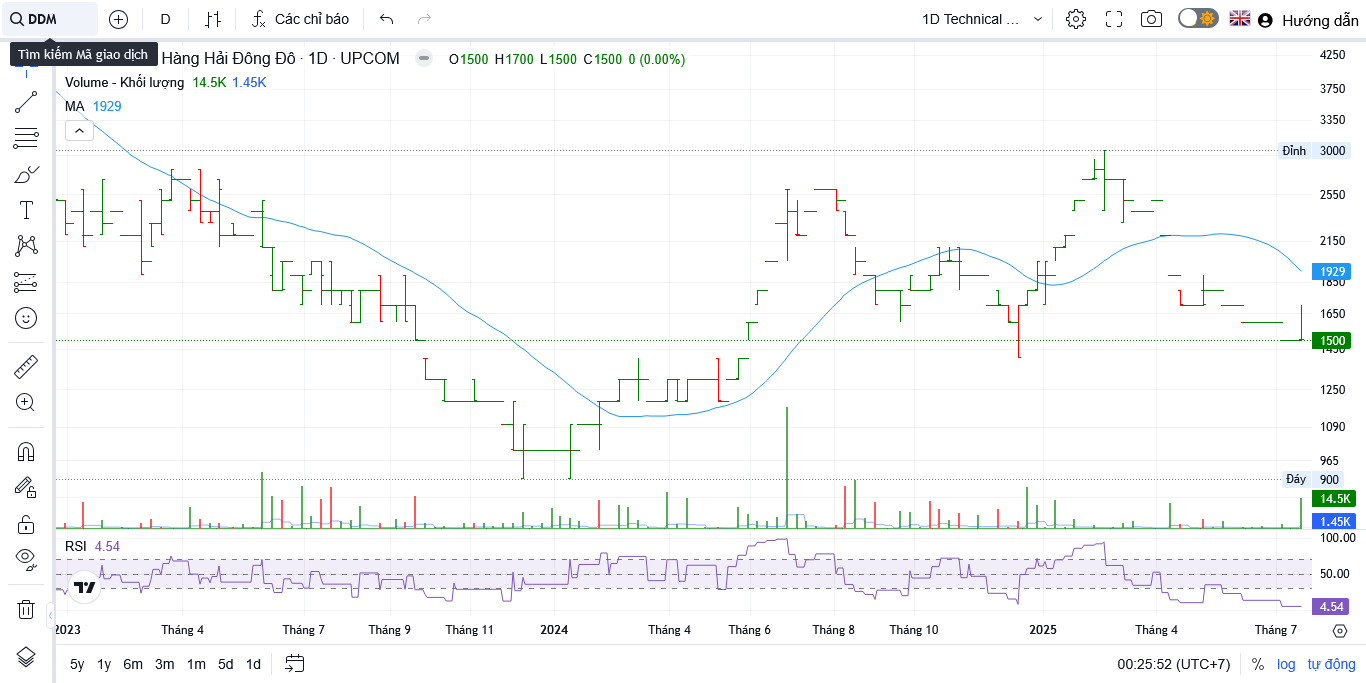 DDM
D
Các chỉ báo
1D Technical ...
Hướng dẫn
Tìm kiếm Mã giao dịch
Hàng Hải Đông Đô · 1D · UPCOM
O1500 H1700 L1500 C1500 0 (0.00%)
Volume - Khối lượng 14.5K 1.45K
MA 1929
4250
3750
3350
Đỉnh 3000
2550
2150
1929
1850
1650
1500
1450
1250
1090
965
Đáy 900
14.5K
1.45K
RSI 4.54
100.00
50.00
4.54
2023 Tháng 4 Tháng 7 Tháng 9 Tháng 11 2024 Tháng 4 Tháng 6 Tháng 8 Tháng 10 2025 Tháng 4 Tháng 7
5y 1y 6m 3m 1m 5d 1d
00:25:52 (UTC+7) % log tự động